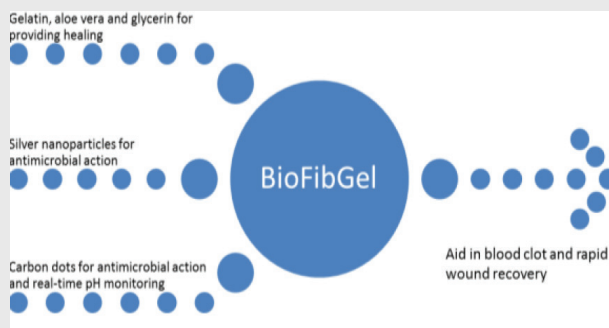 Gelatin, aloe vera and glycerin for
providing healing
Silver nanoparticles for
antimicrobial action
BioFibGel
Carbon dots for antimicrobial action
and real-time pH monitoring
Aid in blood clot and rapid
wound recovery